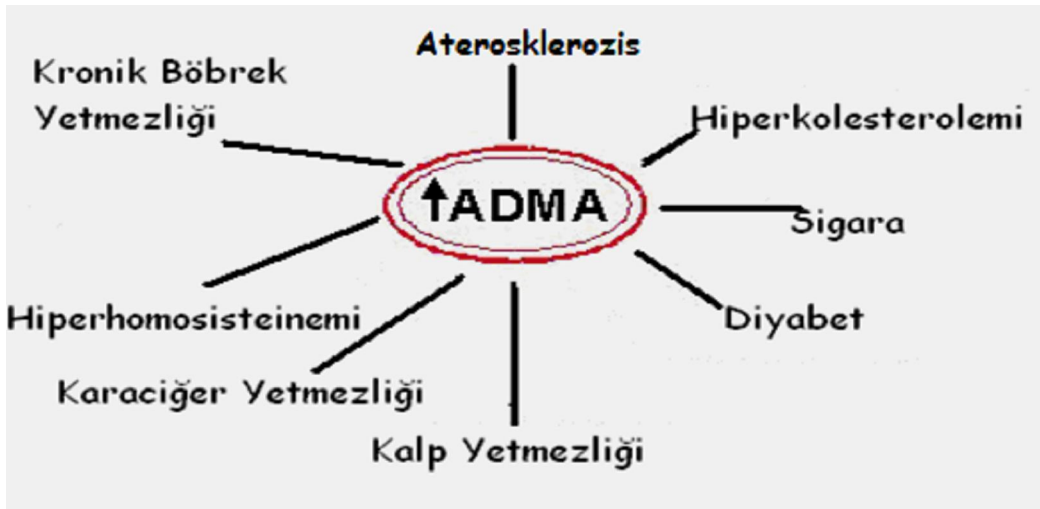 Aterosklerozis
Kronik Böbrek
Yetmezliği
Hiperkolesterolemi
↑ADMA
Sigara
Hiperhomosisteinemi
Diyabet
Karaciğer Yetmezliği
Kalp Yetmezliği